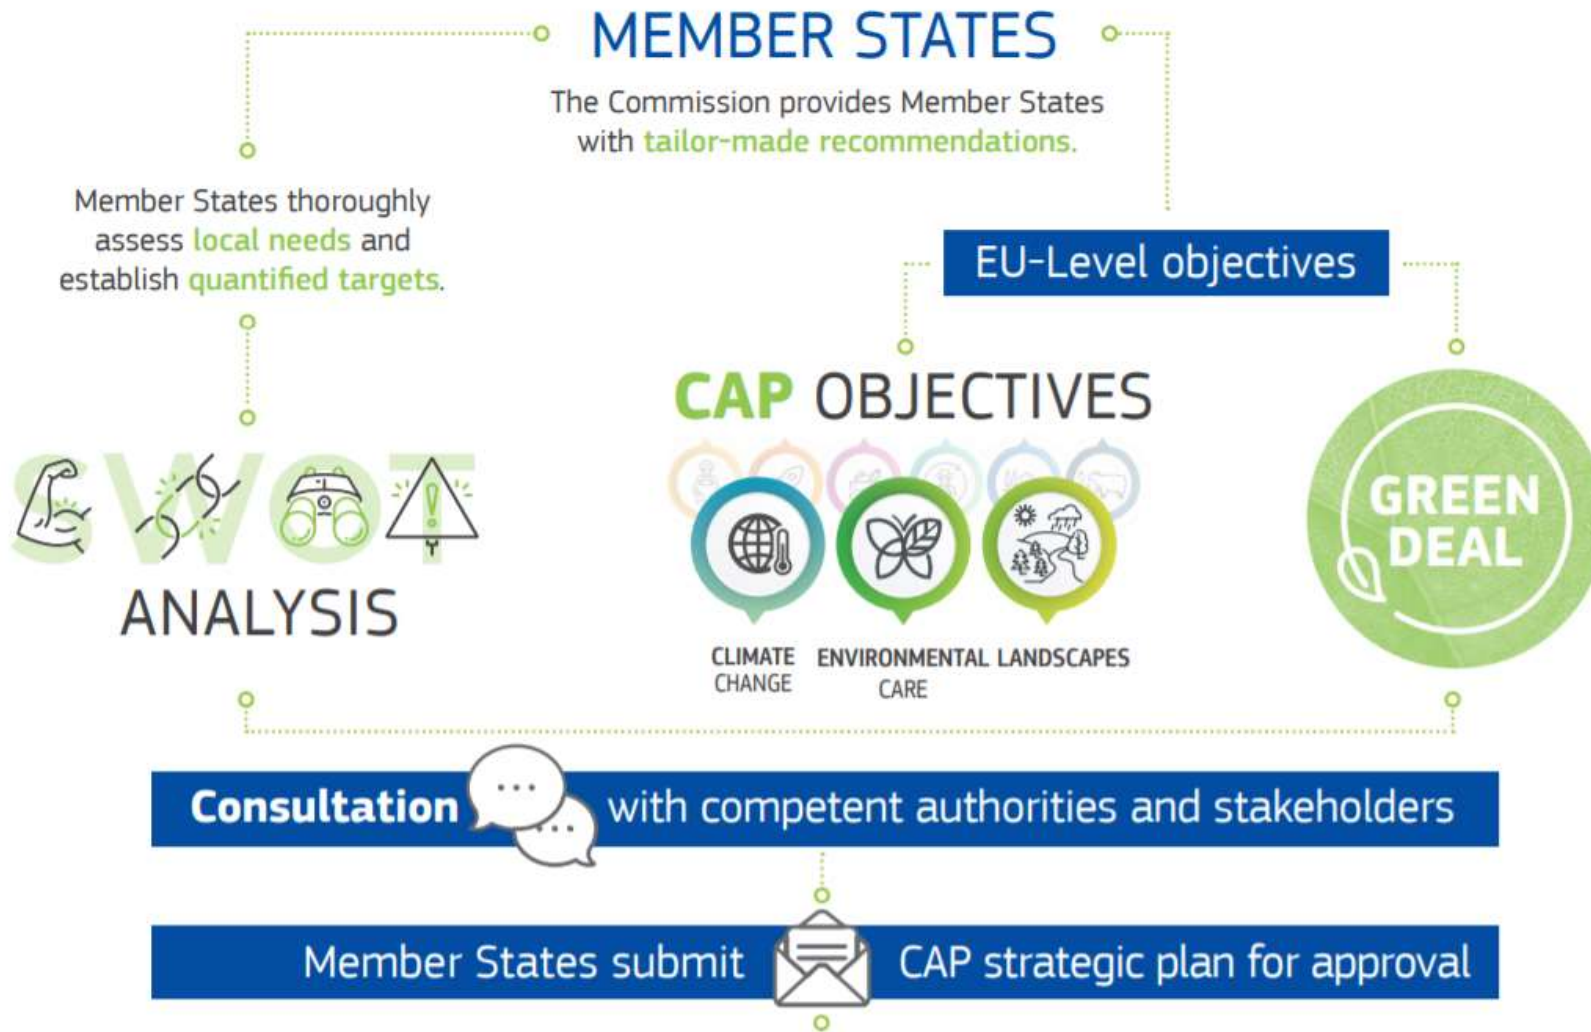 MEMBER STATES
The Commission provides Member States
with tailor-made recommendations.
Member States thoroughly
assess local needs and
establish quantified targets.
EU-Level objectives
SWOT
ANALYSIS
CAP OBJECTIVES
CLIMATE
CHANGE
ENVIRONMENTAL
CARE
LANDSCAPES
GREEN
DEAL
Consultation with competent authorities and stakeholders
Member States submit CAP strategic plan for approval